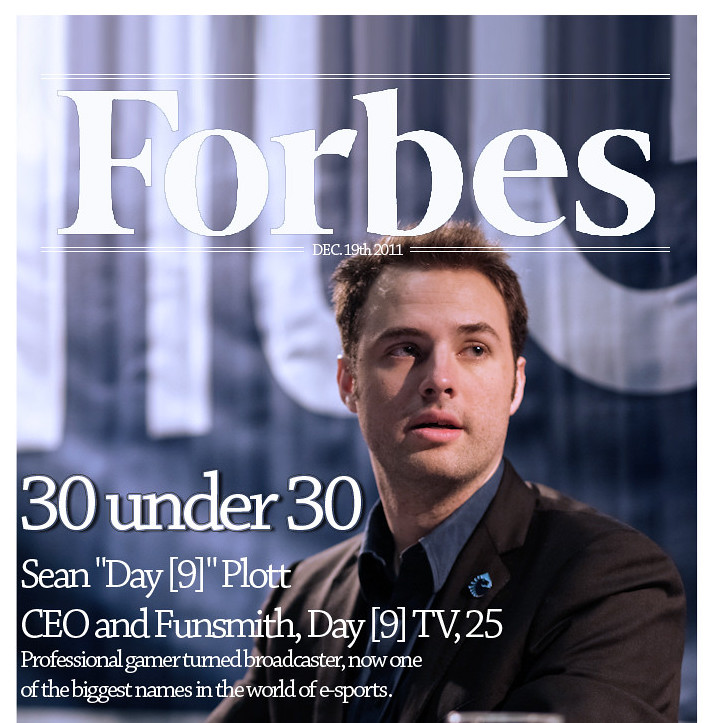 Forbes
DEC. 19th 2011
30 under 30
Sean "Day [9]" Plott
CEO and Funsmith, Day [9] TV, 25
Professional gamer turned broadcaster, now one
of the biggest names in the world of e-sports.